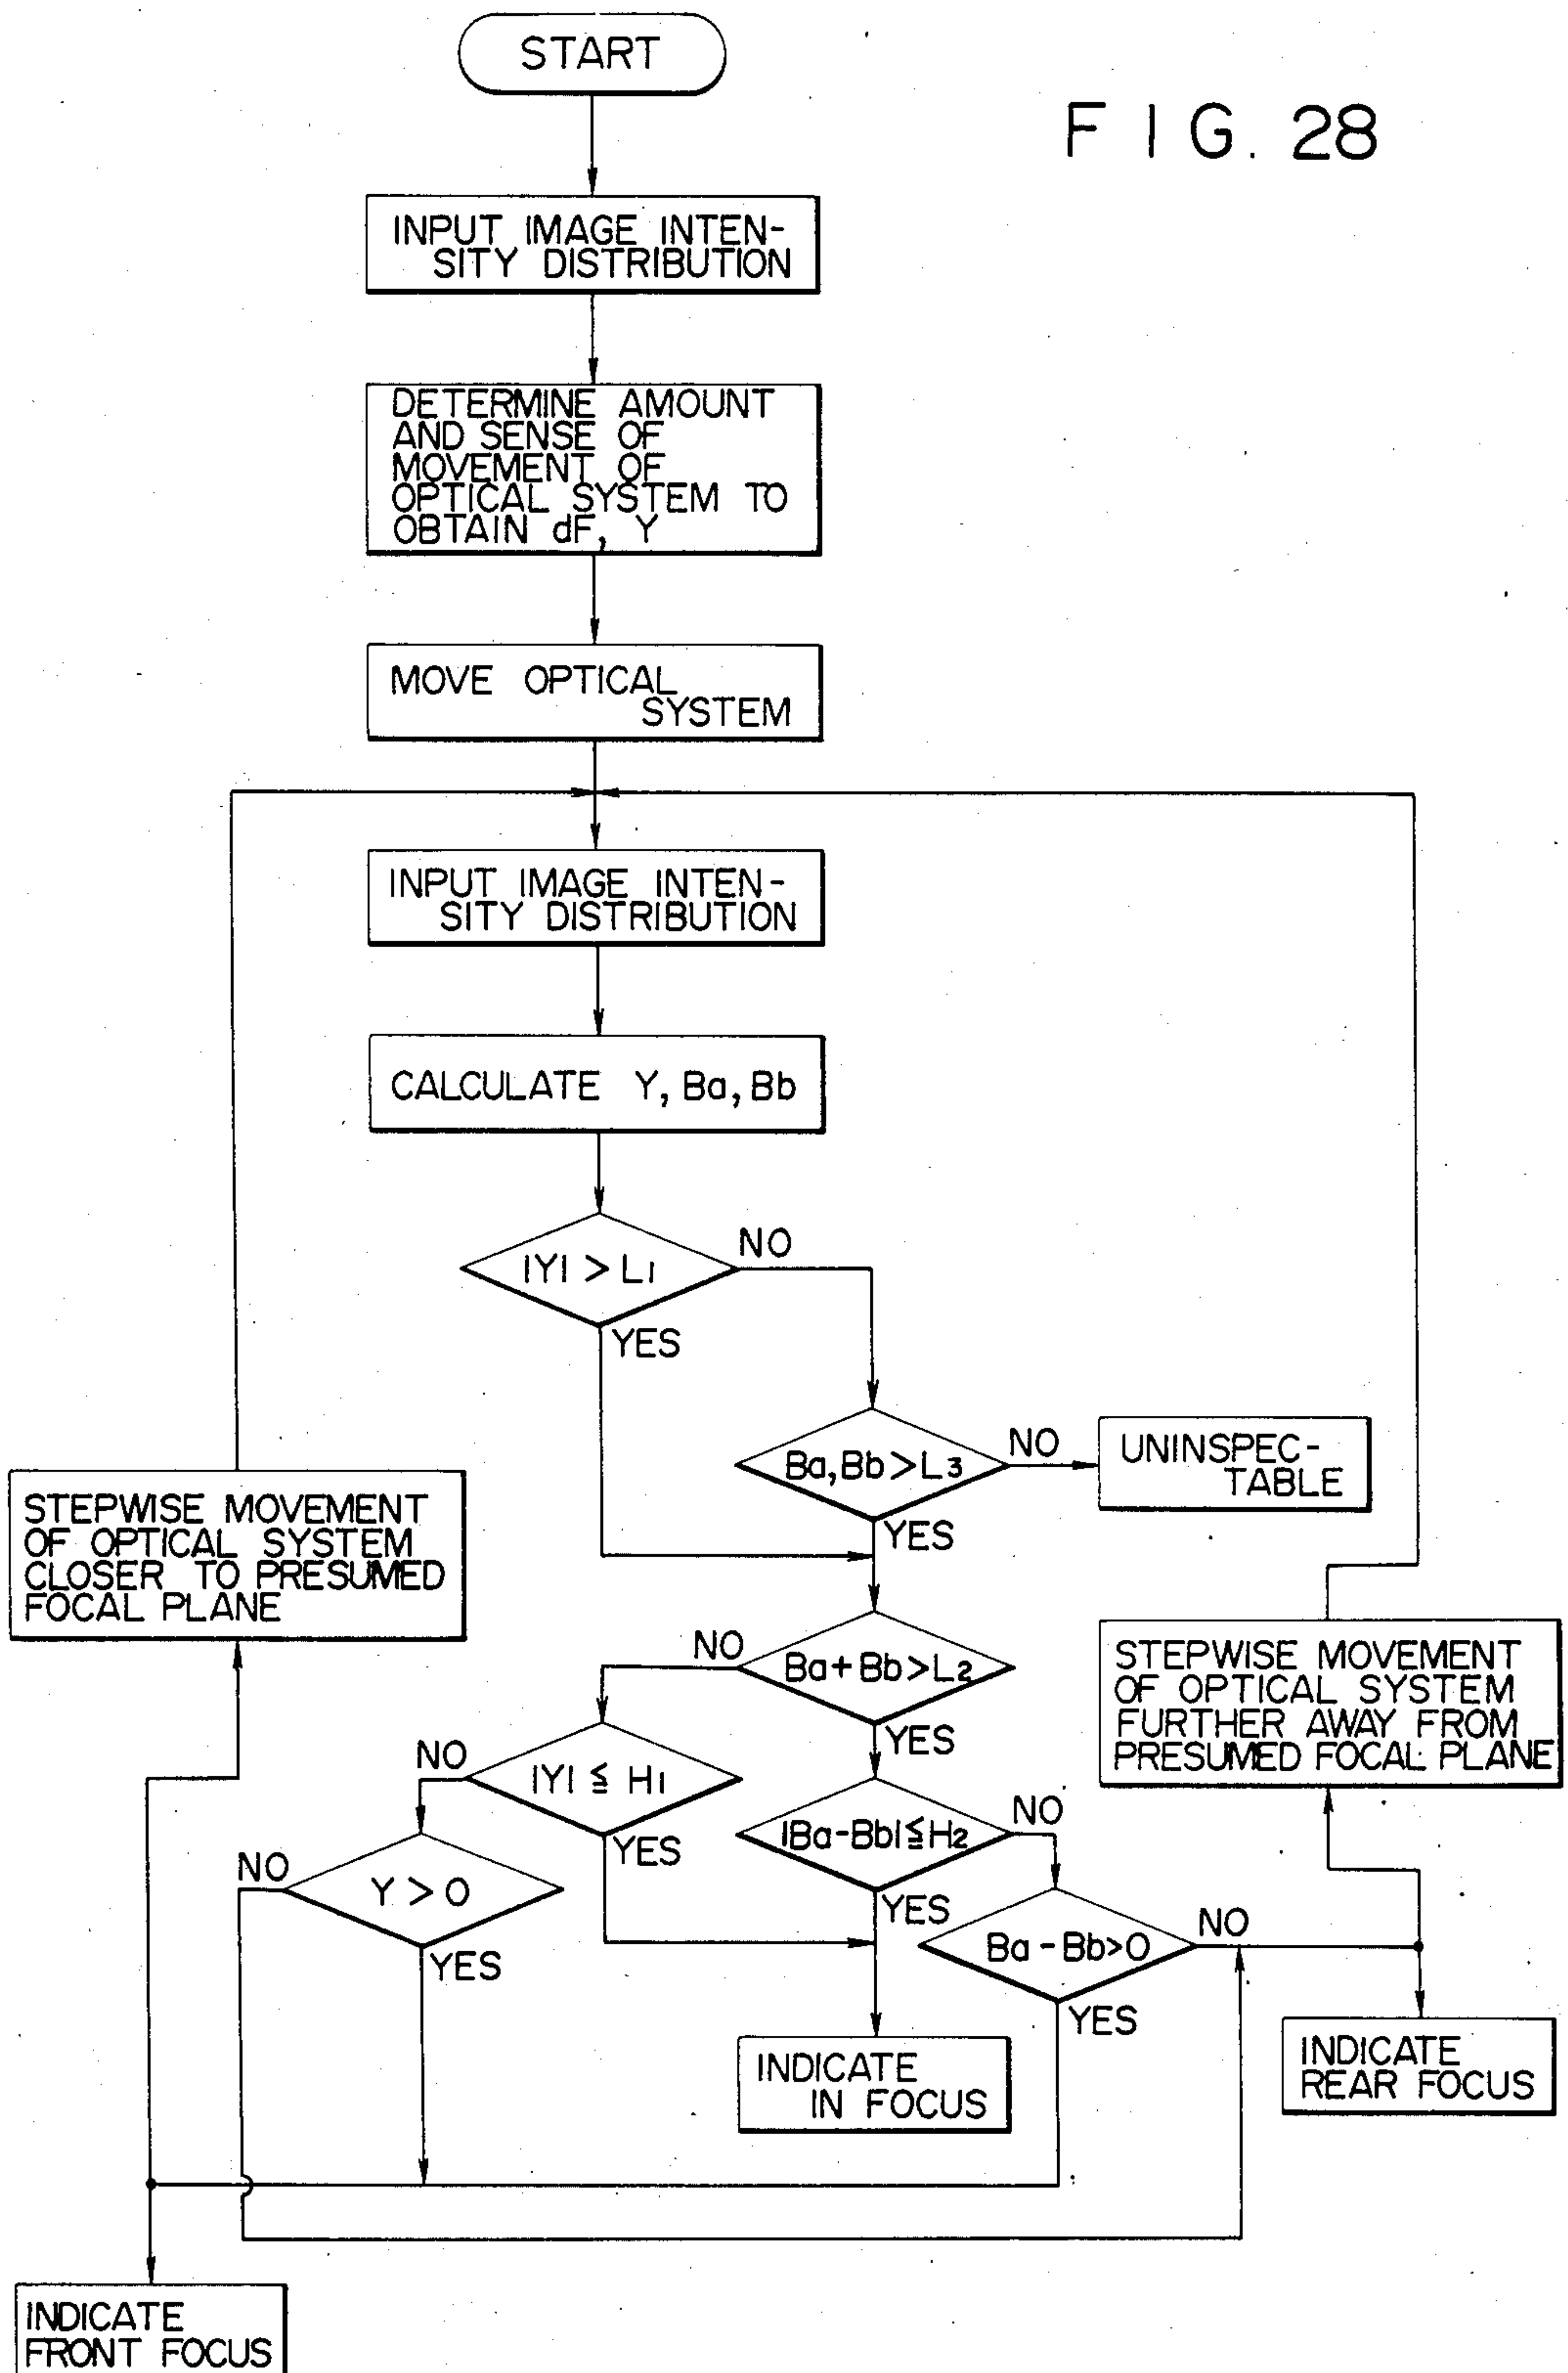 START
F I G. 28
INPUT IMAGE INTEN-
SITY DISTRIBUTION
DETERMINE AMOUNT
AND SENSE OF
MOVEMENT OF
OPTICAL SYSTEM TO
OBTAIN dF, Y
MOVE OPTICAL
SYSTEM
INPUT IMAGE INTEN-
SITY DISTRIBUTION
CALCULATE Y, Ba, Bb
|Y| > L1
NO
YES
Ba, Bb > L3
NO
YES
UNINSPEC-
TABLE
STEPWISE MOVEMENT
OF OPTICAL SYSTEM
CLOSER TO PRESUMED
FOCAL PLANE
Ba + Bb > L2
NO
YES
STEPWISE MOVEMENT
OF OPTICAL SYSTEM
FURTHER AWAY FROM
PRESUMED FOCAL PLANE
|Y| ≦ H1
NO
YES
|Ba - Bb| ≦ H2
NO
YES
Y > 0
NO
YES
Ba - Bb > 0
NO
YES
INDICATE
IN FOCUS
INDICATE
REAR FOCUS
INDICATE
FRONT FOCUS